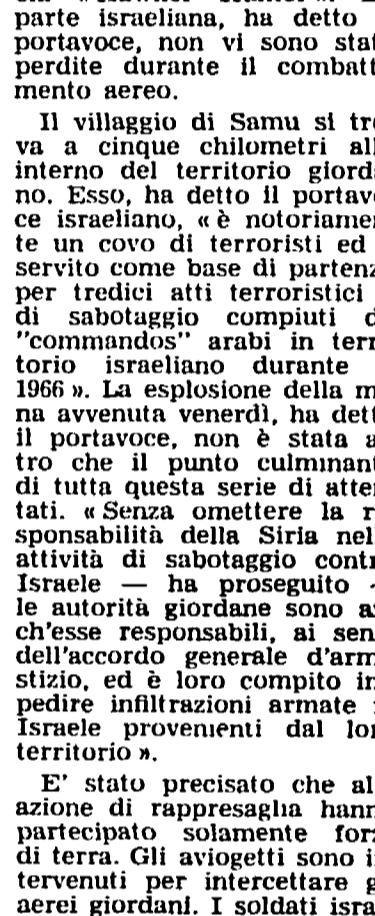 parte israeliana, ha detto
portavoce, non vi sono stat
perdite durante il combatt
mento aereo.
Il villaggio di Samu si tro
va a cinque chilometri all
interno del territorio giord
no. Esso, ha detto il portav
ce israeliano, « è notoriame
te un covo di terroristi ed
servito come base di partenz
per tredici atti terroristici
di sabotaggio compiuti d
"commandos" arabi in terr
torio israeliano durante
1966 ». La esplosione della m
na avvenuta venerdì, ha dett
il portavoce, non è stata a
tro che il punto culminant
di tutta questa serie di atte
tati. « Senza omettere la r
sponsabilità della Siria nell
attività di sabotaggio contr
Israele — ha proseguito -
le autorità giordane sono a
ch'esse responsabili, ai sen
dell'accordo generale d'arm
stizio, ed è loro compito im
pedire infiltrazioni armate
Israele provenienti dal lor
territorio ».
E' stato precisato che al
azione di rappresaglia hann
partecipato solamente forz
di terra. Gli aviogetti sono i
tervenuti per intercettare g
aerei giordani. I soldati isra